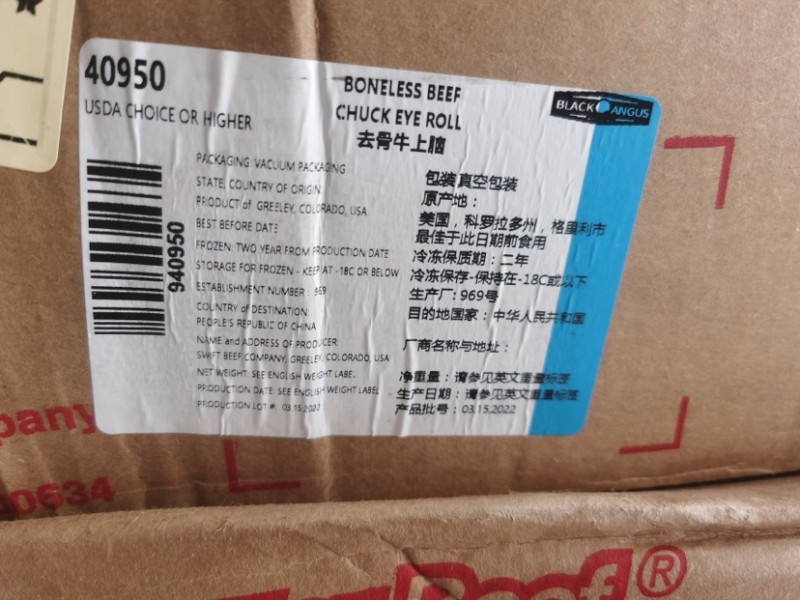 40950
USDA CHOICE OR HIGHER
BONELESS BEEF
CHUCK EYE ROLL
去骨牛上脑
BLACK ANGUS
940950
PACKAGING: VACUUM PACKAGING
STATE, COUNTRY OF ORIGIN
PRODUCT of GREELEY, COLORADO, USA
BEST BEFORE DATE
FROZEN: TWO YEAR FROM PRODUCTION DATE
STORAGE FOR FROZEN - KEEP AT -18C OR BELOW
ESTABLISHMENT NUMBER: 969
COUNTRY of DESTINATION:
PEOPLE'S REPUBLIC OF CHINA
NAME and ADDRESS OF PRODUCER:
SWIFT BEEF COMPANY, GREELEY, COLORADO, USA
NET WEIGHT: SEE ENGLISH WEIGHT LABEL
PRODUCTION DATE: SEE ENGLISH WEIGHT LABEL
PRODUCTION LOT #: 03.15.2022
包装 真空包装
原产地：
美国，科罗拉多州，格里利市
最佳于此日期前食用
冷冻保质期：二年
冷冻保存-保持在-18C或以下
生产厂: 969号
目的地国家：中华人民共和国
厂商名称与地址：
净重量：请参见英文重量标签
生产日期：请参见英文重量标签
产品批号：03.15.2022
pany
0634
Beef®